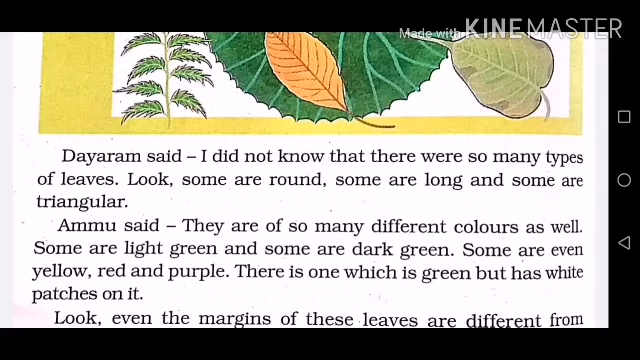 Made with KINEMASTER
Dayaram said – I did not know that there were so many types
of leaves. Look, some are round, some are long and some are
triangular.
Ammu said – They are of so many different colours as well.
Some are light green and some are dark green. Some are even
yellow, red and purple. There is one which is green but has white
patches on it.
Look, even the margins of these leaves are different from